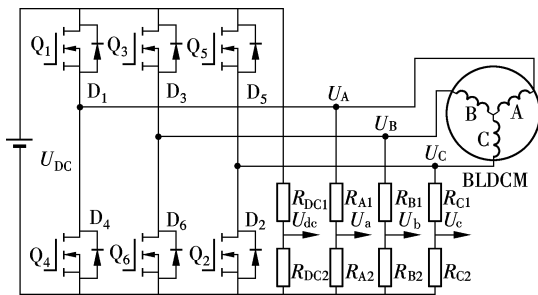 Q1 Q3 Q5
D1 D3 D5
UA
UB
UC
B A
C
BLDCM
UDC
RDC1 RA1 RB1 RC1
Udc Ua Ub Uc
D4 D6 D2
Q4 Q6 Q2
RDC2 RA2 RB2 RC2